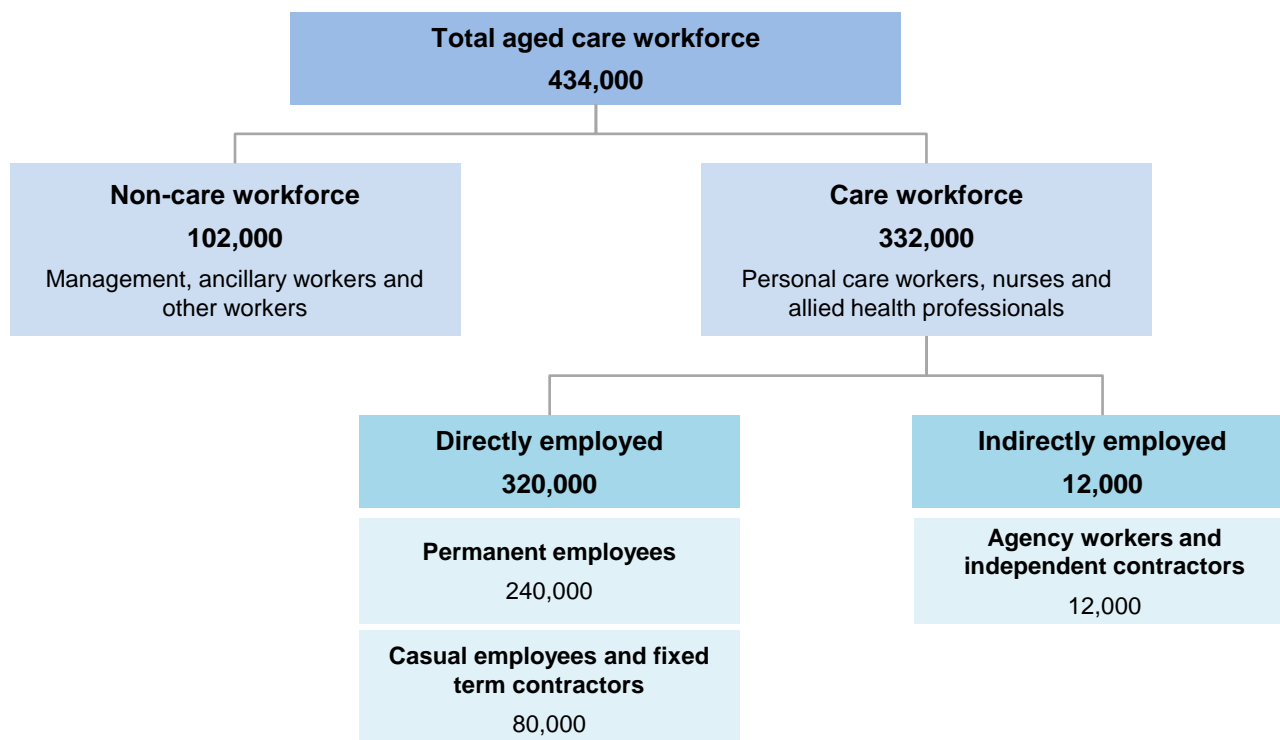 Total aged care workforce
434,000
Non-care workforce
102,000
Management, ancillary workers and
other workers
Care workforce
332,000
Personal care workers, nurses and
allied health professionals
Directly employed
320,000
Permanent employees
240,000
Casual employees and fixed
term contractors
80,000
Indirectly employed
12,000
Agency workers and
independent contractors
12,000